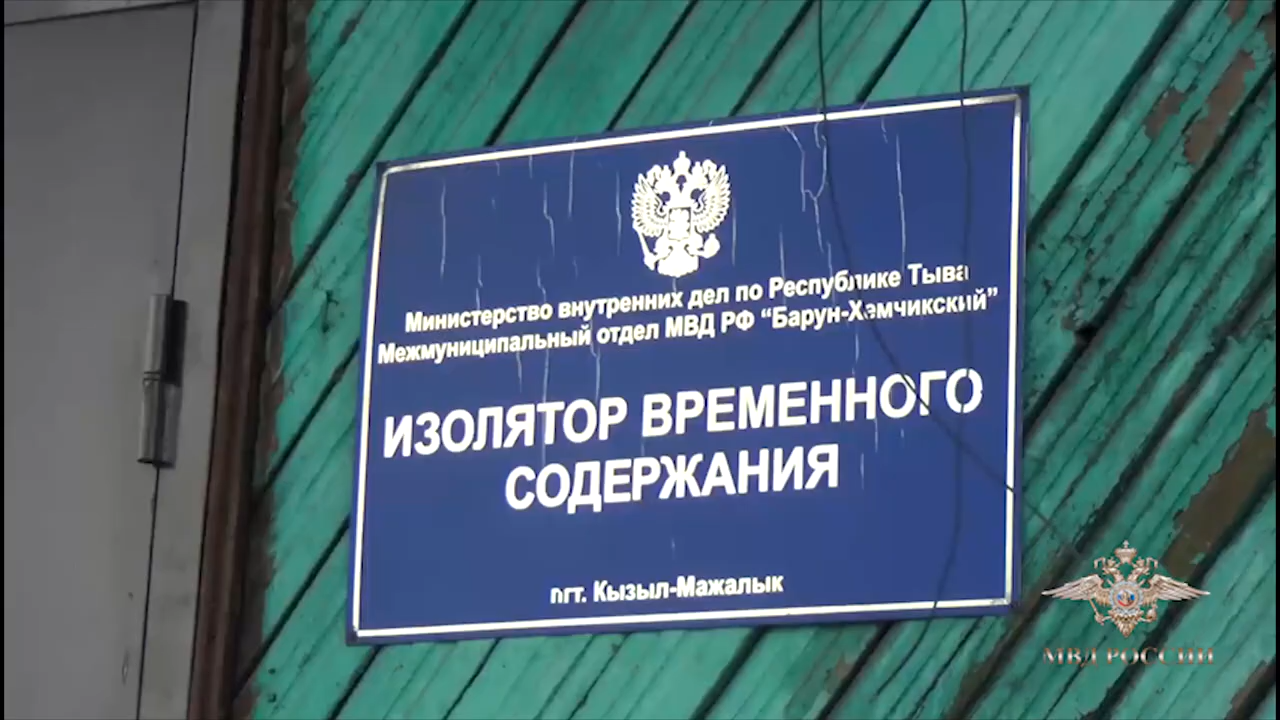 Министерство внутренних дел по Республике Тыва
Межмуниципальный отдел МВД РФ “Барун-Хемчикский”
ИЗОЛЯТОР ВРЕМЕННОГО
СОДЕРЖАНИЯ
пгт. Кызыл-Мажалык
МВД РОССИИ